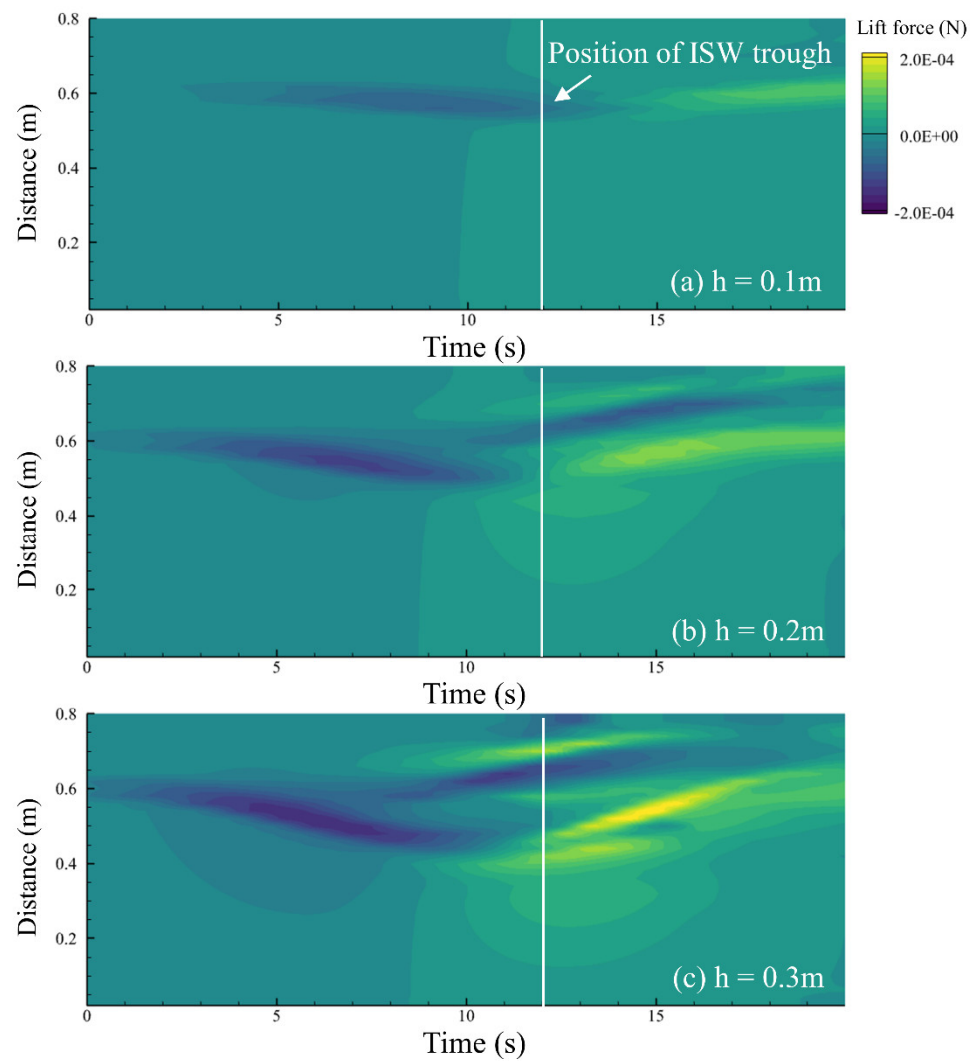 Lift force (N)
2.0E-04
0.0E+00
-2.0E-04
Distance (m)
0.8
0.6
0.4
0.2
Position of ISW trough
(a) h = 0.1m
0 5 10 15
Time (s)
Distance (m)
0.8
0.6
0.4
0.2
(b) h = 0.2m
0 5 10 15
Time (s)
Distance (m)
0.8
0.6
0.4
0.2
(c) h = 0.3m
0 5 10 15
Time (s)